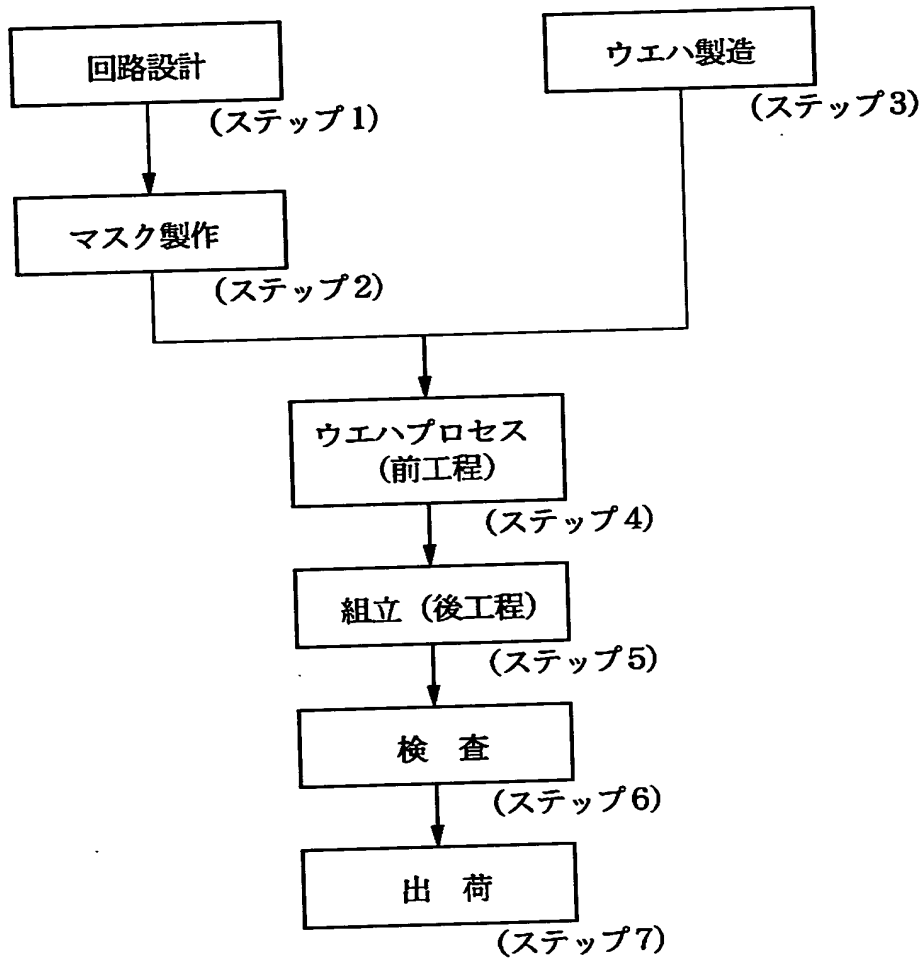 回路設計
(ステップ1)
ウエハ製造
(ステップ3)
マスク製作
(ステップ2)
ウエハプロセス
(前工程)
(ステップ4)
組立(後工程)
(ステップ5)
検 査
(ステップ6)
出 荷
(ステップ7)